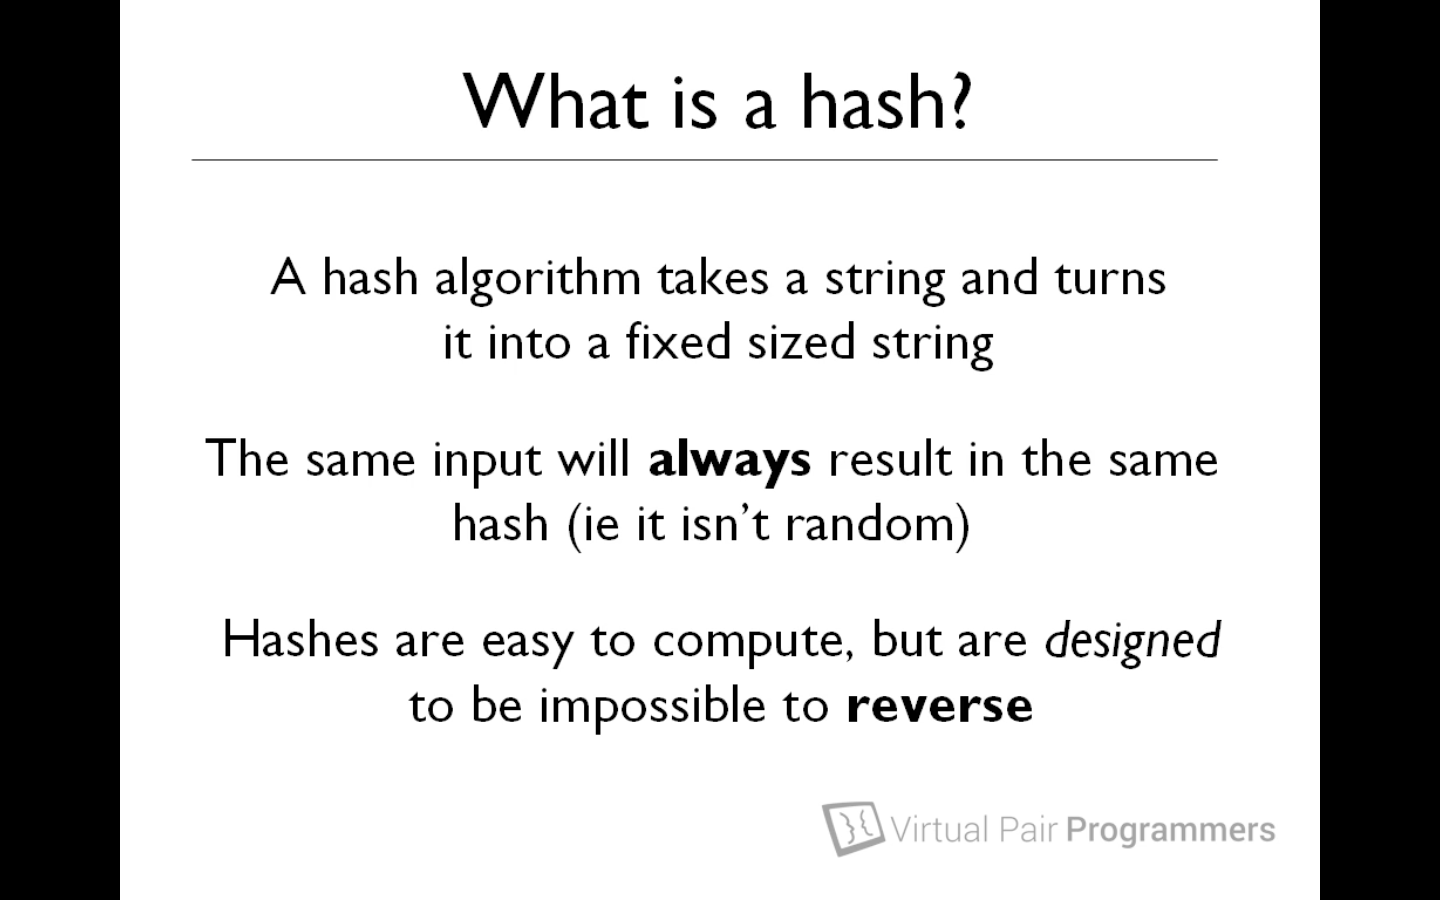 What is a hash?
A hash algorithm takes a string and turns
it into a fixed sized string
The same input will always result in the same
hash (ie it isn’t random)
Hashes are easy to compute, but are designed
to be impossible to reverse
Virtual Pair Programmers